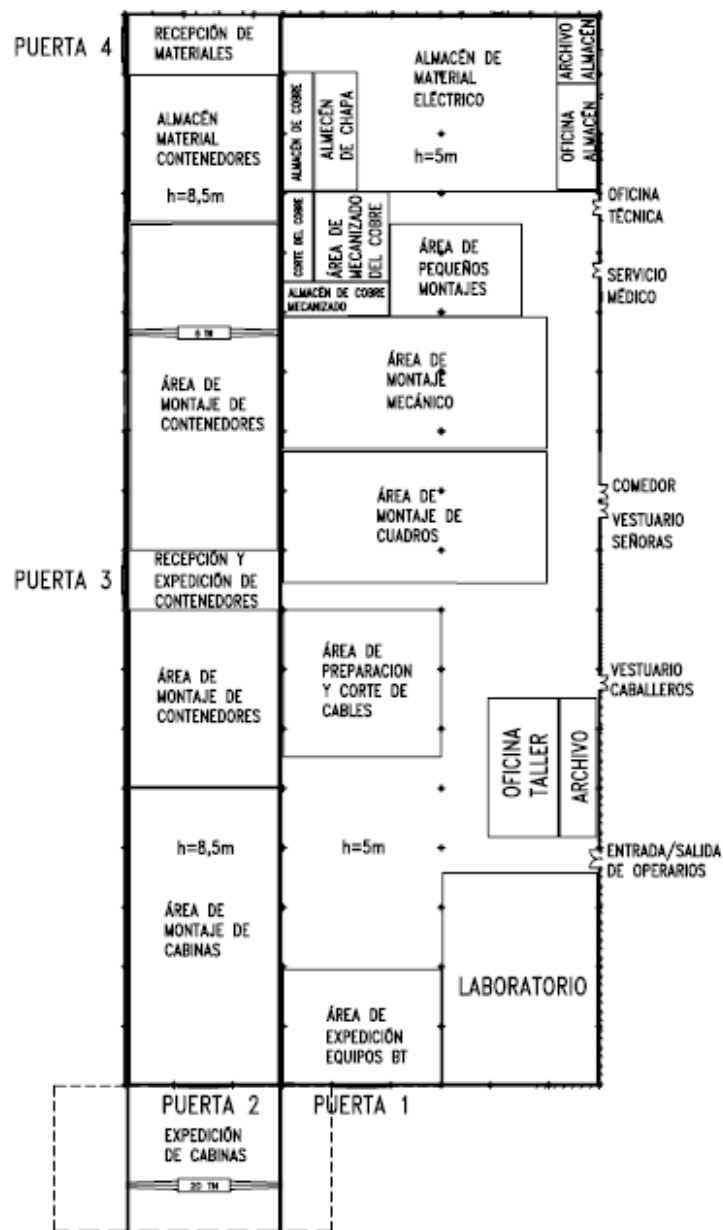 PUERTA 4
RECEPCIÓN DE
MATERIALES
ALMACÉN
MATERIAL
CONTENEDORES
h=8,5m
ALMACÉN DE COBRE
ALMECÉN
DE CHAPA
ALMACÉN DE
MATERIAL
ELÉCTRICO
h=5m
ARCHIVO
ALMACÉN
OFICINA
ALMACÉN
OFICINA
TÉCNICA
CORTE DEL COBRE
ÁREA DE
MECANIZADO
DEL COBRE
ALMACÉN DE COBRE
MECANIZADO
ÁREA DE
PEQUEÑOS
MONTAJES
SERVICIO
MÉDICO
6 TM
ÁREA DE
MONTAJE DE
CONTENEDORES
ÁREA DE
MONTAJE
MECÁNICO
ÁREA DE
MONTAJE DE
CUADROS
COMEDOR
VESTUARIO
SEÑORAS
PUERTA 3
RECEPCIÓN Y
EXPEDICIÓN DE
CONTENEDORES
ÁREA DE
MONTAJE DE
CONTENEDORES
ÁREA DE
PREPARACION
Y CORTE DE
CABLES
VESTUARIO
CABALLEROS
OFICINA
TALLER
ARCHIVO
h=8,5m
h=5m
ENTRADA/SALIDA
DE OPERARIOS
ÁREA DE
MONTAJE DE
CABINAS
LABORATORIO
ÁREA DE
EXPEDICIÓN
EQUIPOS BT
PUERTA 2
PUERTA 1
EXPEDICIÓN
DE CABINAS
20 TM